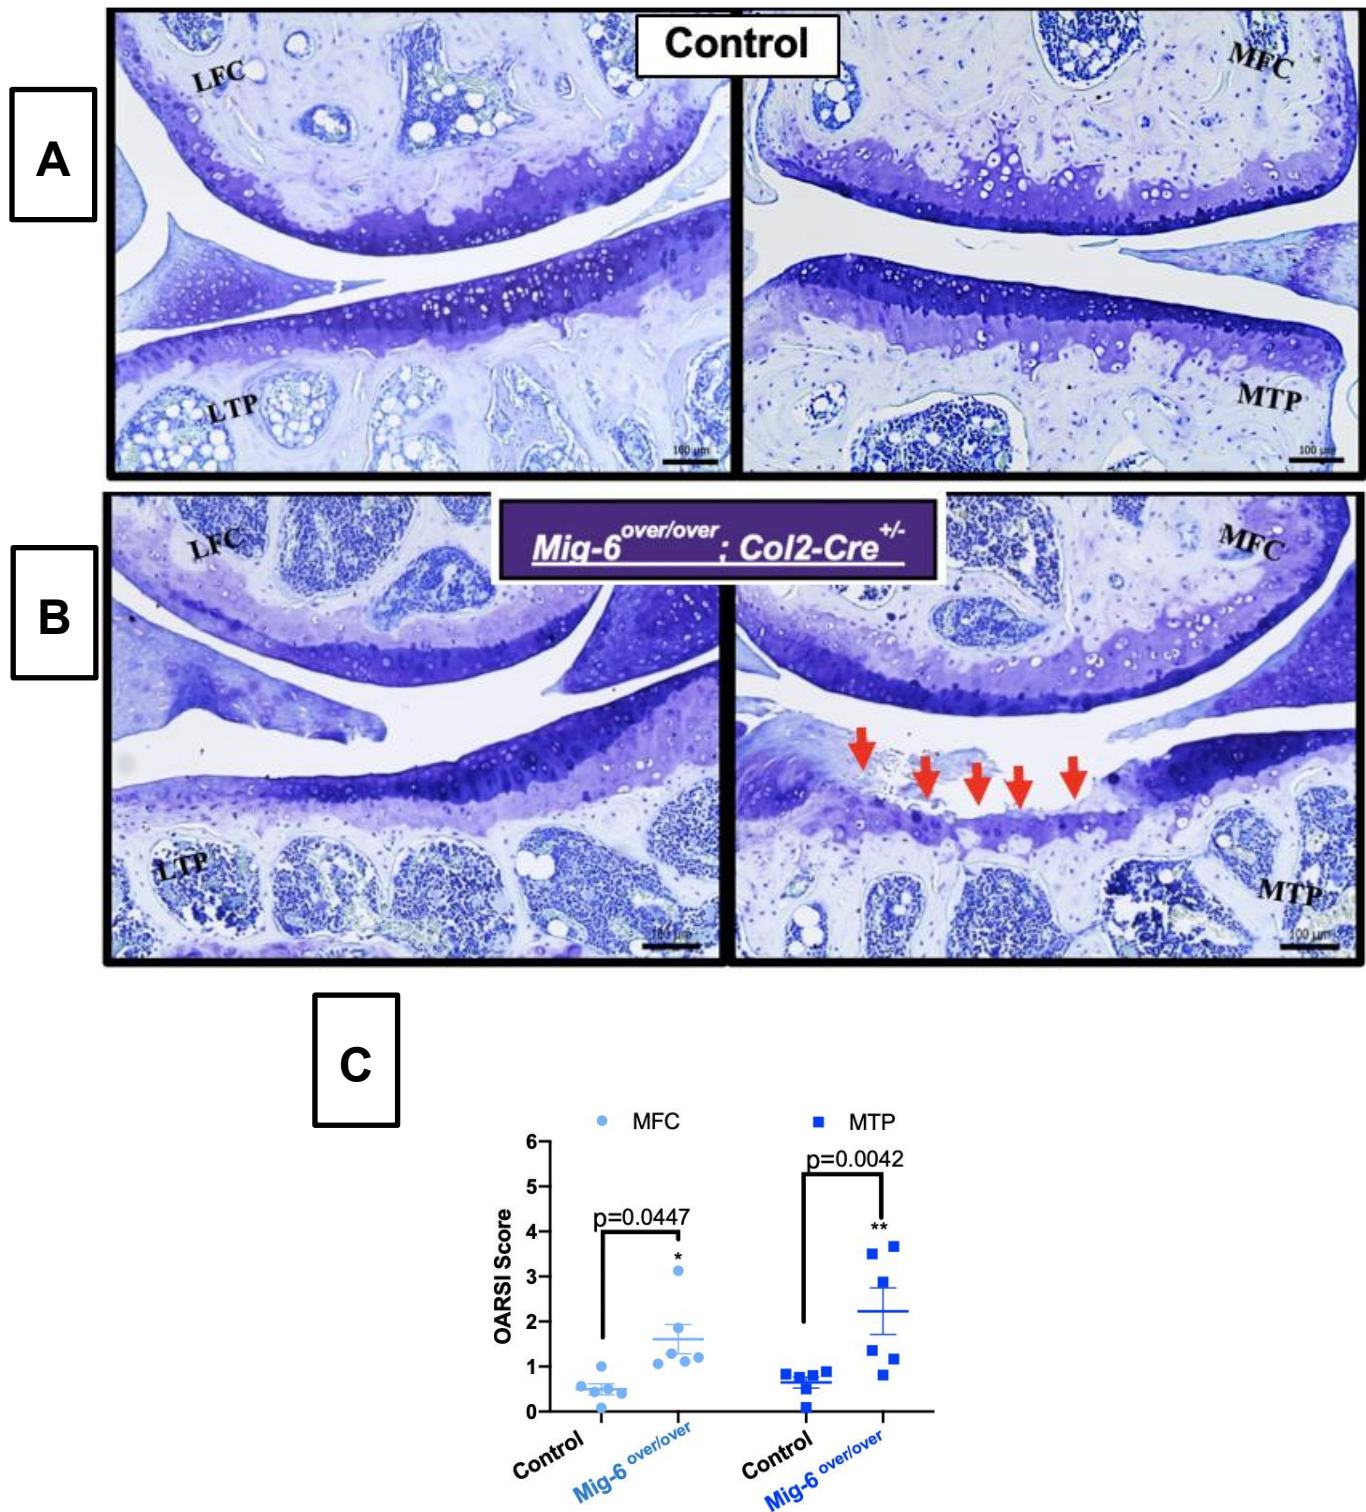 A
Control
LFC
MFC
LTP
MTP
100 µm
100 µm
B
Mig-6over/over; Col2-Cre+/-
LFC
MFC
LTP
MTP
100 µm
100 µm
C
MFC
MTP
p=0.0447
p=0.0042
*
**
OARSI Score
6
5
4
3
2
1
0
Control
Mig-6 over/over
Control
Mig-6 over/over